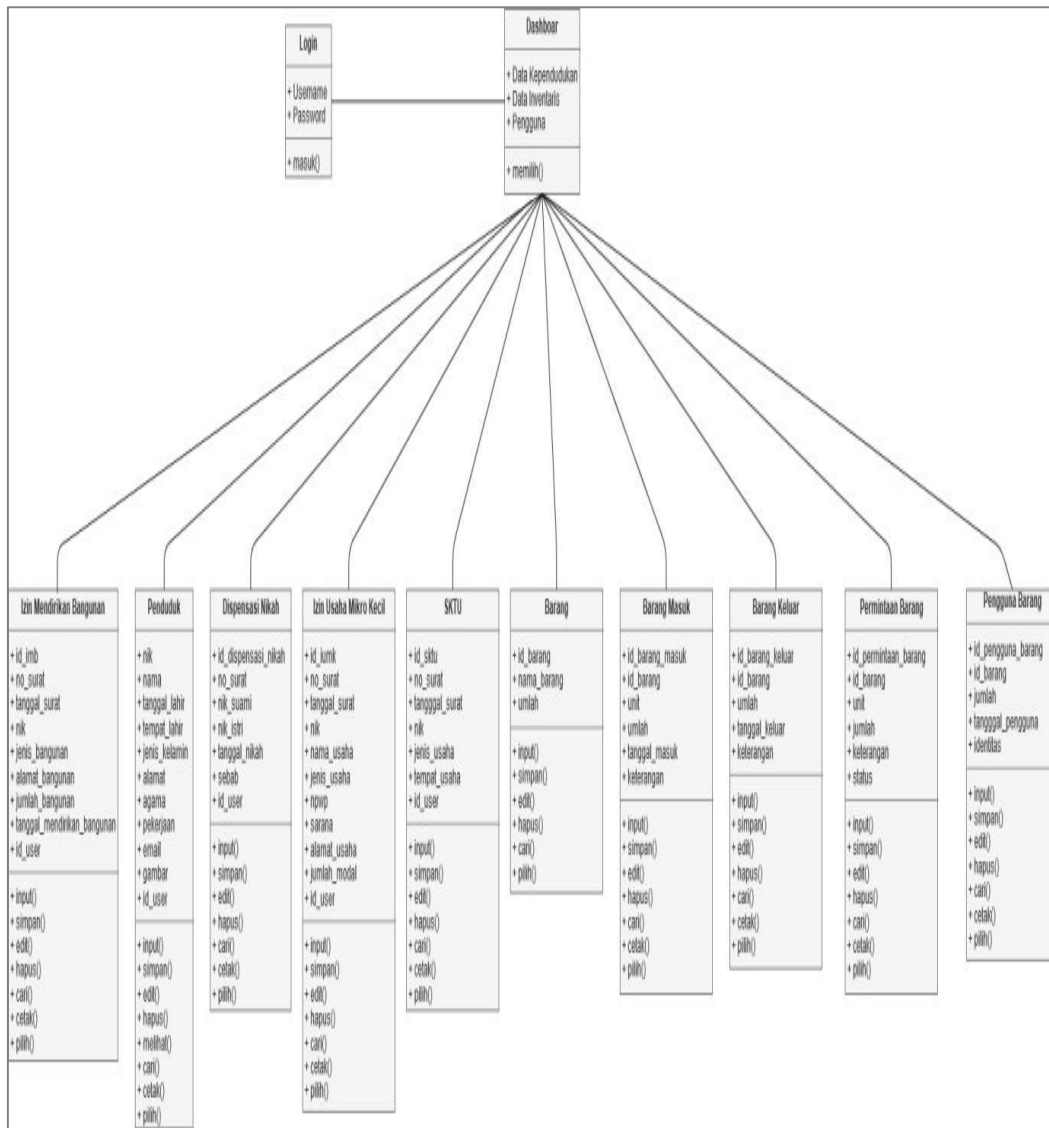 Login
+ Username
+ Password
+ masuk()
Dashboar
+ Data Kependudukan
+ Data Inventaris
+ Pengguna
+ memilih()
Izin Mendirikan Bangunan
+ id_imb
+ no_surat
+ tanggal_surat
+ nik
+ jenis_bangunan
+ alamat_bangunan
+ jumlah_bangunan
+ tanggal_mendirikan_bangunan
+ id_user
+ input()
+ simpan()
+ edit()
+ hapus()
+ cari()
+ cetak()
+ pilih()
Penduduk
+ nik
+ nama
+ tanggal_lahir
+ tempat_lahir
+ jenis_kelamin
+ alamat
+ agama
+ pekerjaan
+ email
+ gambar
+ id_user
+ input()
+ simpan()
+ edit()
+ hapus()
+ melihat()
+ cari()
+ cetak()
+ pilih()
Dispensasi Nikah
+ id_dispensasi_nikah
+ no_surat
+ nik_suami
+ nik_istri
+ tanggal_nikah
+ sebab
+ id_user
+ input()
+ simpan()
+ edit()
+ hapus()
+ cari()
+ cetak()
+ pilih()
Izin Usaha Mikro Kecil
+ id_iumk
+ no_surat
+ tanggal_surat
+ nik
+ nama_usaha
+ jenis_usaha
+ npwp
+ sarana
+ alamat_usaha
+ jumlah_modal
+ id_user
+ input()
+ simpan()
+ edit()
+ hapus()
+ cari()
+ cetak()
+ pilih()
SKTU
+ id_sktu
+ no_surat
+ tangggal_surat
+ nik
+ jenis_usaha
+ tempat_usaha
+ id_user
+ input()
+ simpan()
+ edit()
+ hapus()
+ cari()
+ cetak()
+ pilih()
Barang
+ id_barang
+ nama_barang
+ umlah
+ input()
+ simpan()
+ edit()
+ hapus()
+ cari()
+ pilih()
Barang Masuk
+ id_barang_masuk
+ id_barang
+ unit
+ umlah
+ tanggal_masuk
+ keterangan
+ input()
+ simpan()
+ edit()
+ hapus()
+ cari()
+ cetak()
+ pilih()
Barang Keluar
+ id_barang_keluar
+ id_barang
+ umlah
+ tanggal_keluar
+ keterangan
+ input()
+ simpan()
+ edit()
+ hapus()
+ cari()
+ cetak()
+ pilih()
Permintaan Barang
+ id_permintaan_barang
+ id_barang
+ unit
+ jumlah
+ keterangan
+ status
+ input()
+ simpan()
+ edit()
+ hapus()
+ cari()
+ cetak()
+ pilih()
Pengguna Barang
+ id_pengguna_barang
+ id_barang
+ jumlah
+ tangggal_pengguna
+ identitas
+ input()
+ simpan()
+ edit()
+ hapus()
+ cari()
+ cetak()
+ pilih()